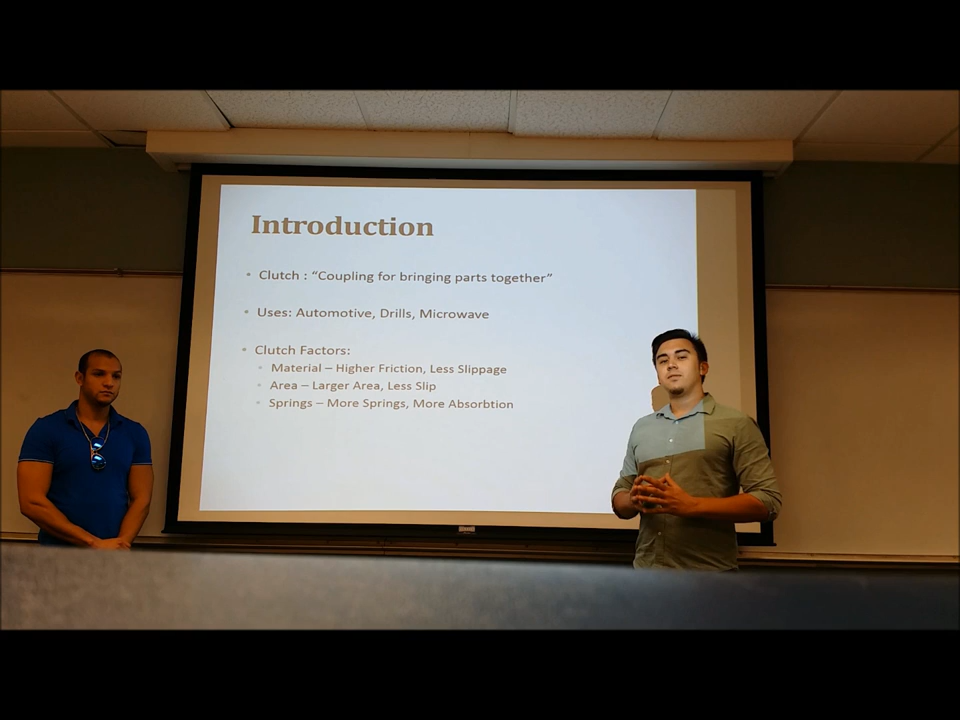 Introduction
• Clutch : “Coupling for bringing parts together”
• Uses: Automotive, Drills, Microwave
• Clutch Factors:
• Material – Higher Friction, Less Slippage
• Area – Larger Area, Less Slip
• Springs – More Springs, More Absorbtion